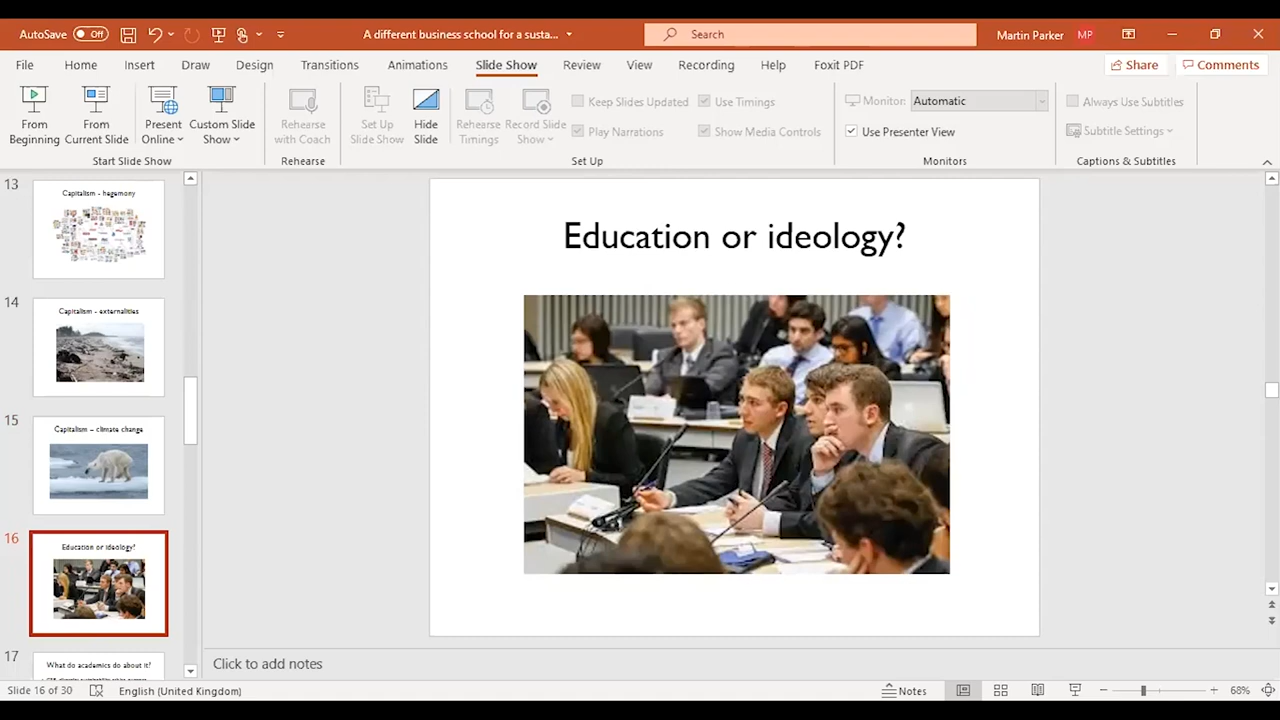 AutoSave Off A different business school for a susta... Search Martin Parker MP
File Home Insert Draw Design Transitions Animations Slide Show Review View Recording Help Foxit PDF Share Comments
From Beginning
From Current Slide
Present Online
Custom Slide Show
Start Slide Show
Rehearse with Coach
Rehearse
Set Up Slide Show
Hide Slide
Rehearse Timings
Record Slide Show
Keep Slides Updated
Play Narrations
Use Timings
Show Media Controls
Set Up
Monitor: Automatic
Use Presenter View
Monitors
Always Use Subtitles
Subtitle Settings
Captions & Subtitles
13
Capitalism - hegemony
14
Capitalism - externalities
15
Capitalism – climate change
16
Education or ideology?
17
What do academics do about it?
Education or ideology?
Click to add notes
Slide 16 of 30 English (United Kingdom) Notes 68%